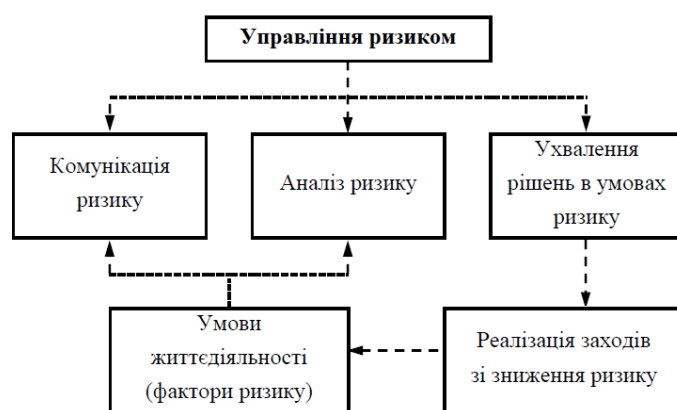 Управління ризиком
Комунікація
ризику
Аналіз ризику
Ухвалення
рішень в умовах
ризику
Умови
життєдіяльності
(фактори ризику)
Реалізація заходів
зі зниження ризику